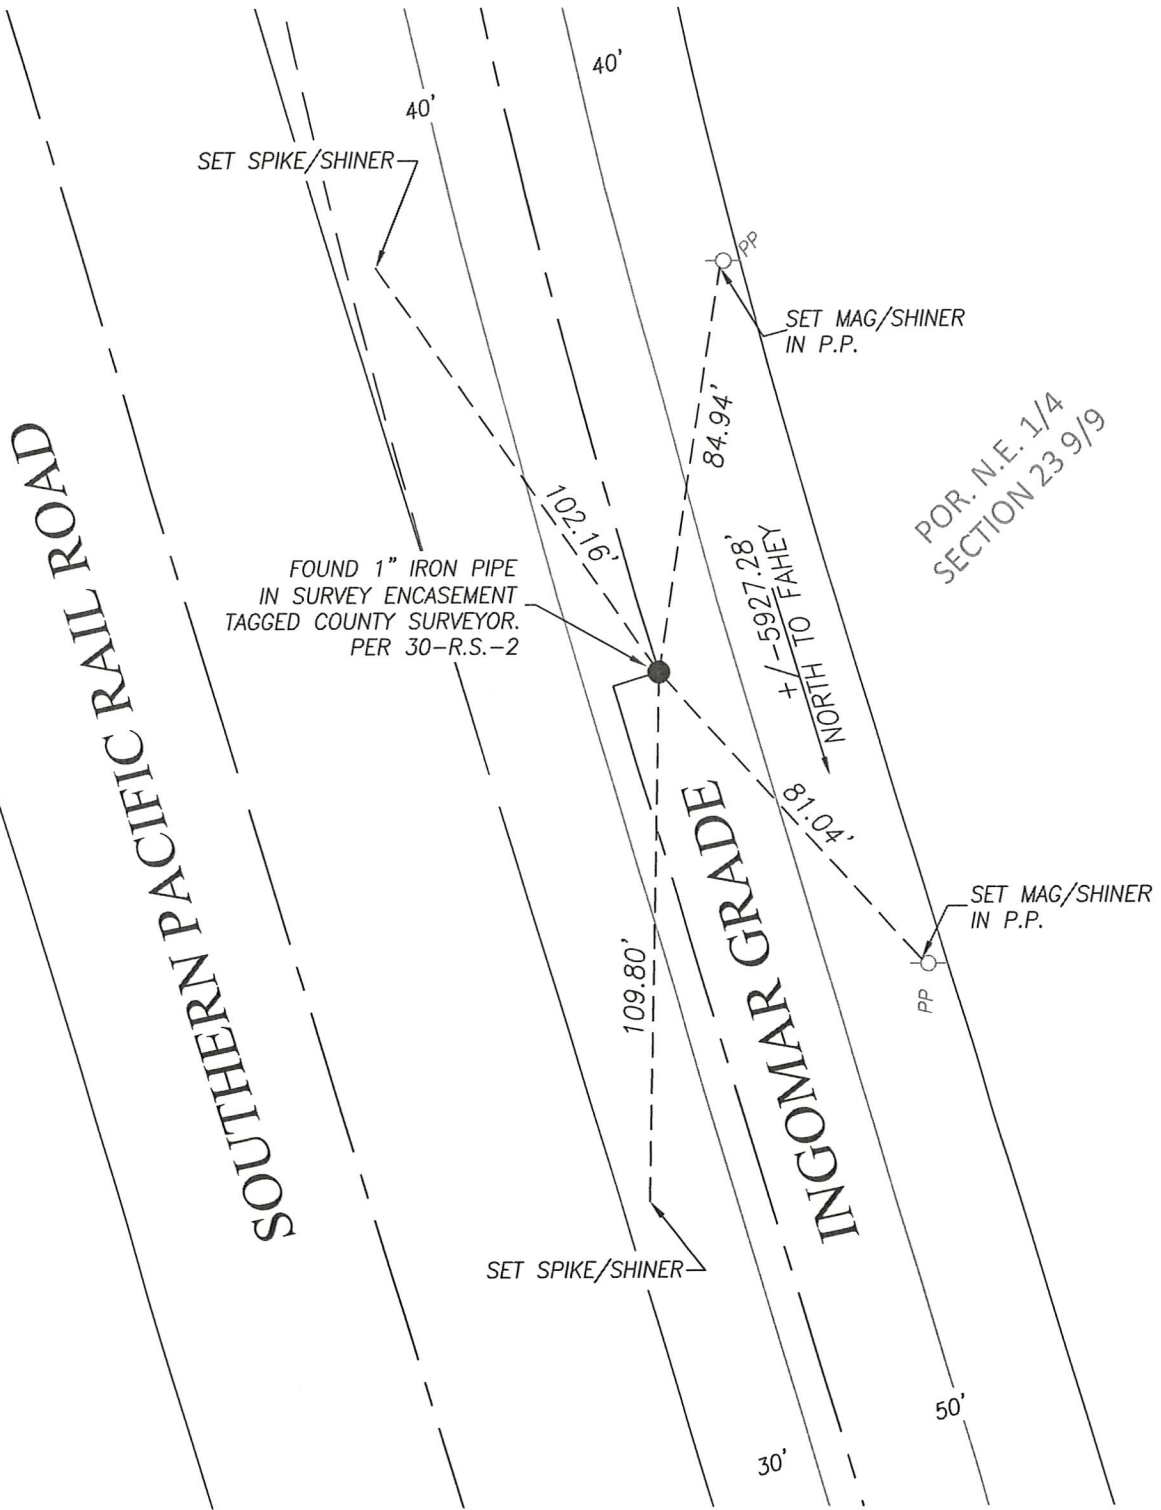 40'
40'
SET SPIKE/SHINER
PP
SET MAG/SHINER
IN P.P.
84.94'
POR. N.E. 1/4
SECTION 23 9/9
SOUTHERN PACIFIC RAIL ROAD
102.16'
FOUND 1" IRON PIPE
IN SURVEY ENCASEMENT
TAGGED COUNTY SURVEYOR.
PER 30-R.S.-2
+/-5927.28'
NORTH TO FAHEY
81.04'
INGOMAR GRADE
SET MAG/SHINER
IN P.P.
PP
109.80'
SET SPIKE/SHINER
50'
30'